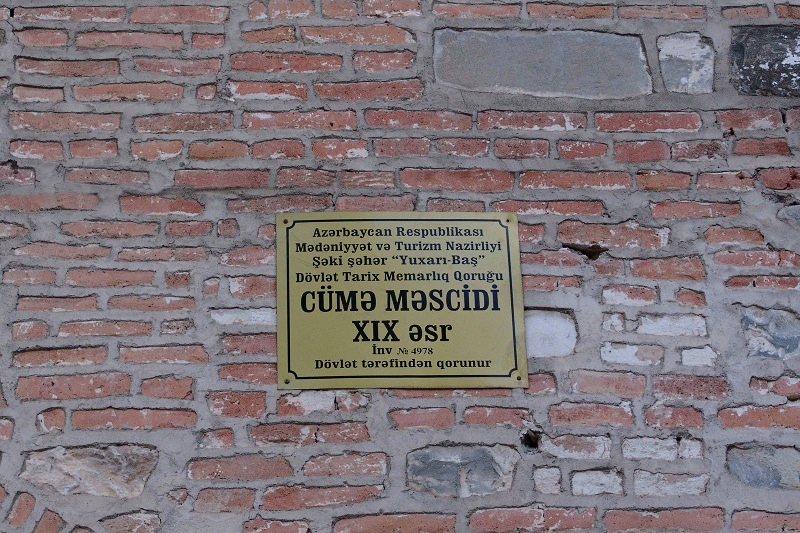 Azərbaycan Respublikası
Mədəniyyət və Turizm Nazirliyi
Şəki şəhər "Yuxarı-Baş"
Dövlət Tarix Memarlıq Qoruğu
CÜMƏ MƏSCİDİ
XIX əsr
İnv № 4978
Dövlət tərəfindən qorunur